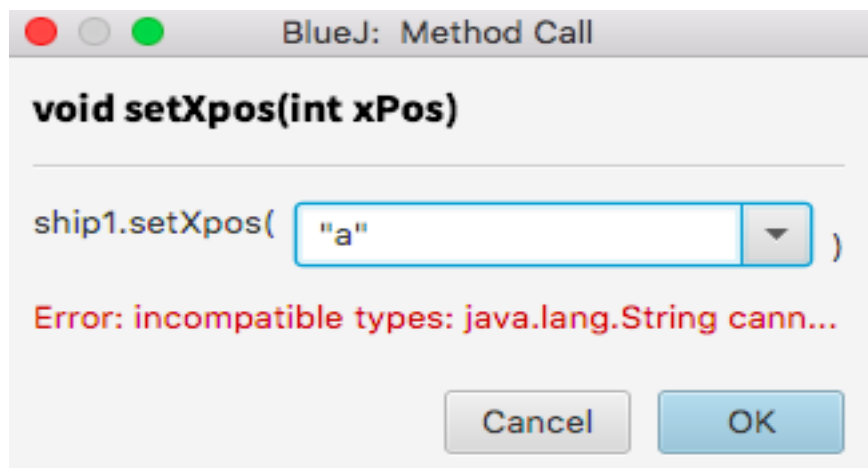 BlueJ: Method Call
void setXpos(int xPos)
ship1.setXpos( "a" )
Error: incompatible types: java.lang.String cann...
Cancel OK